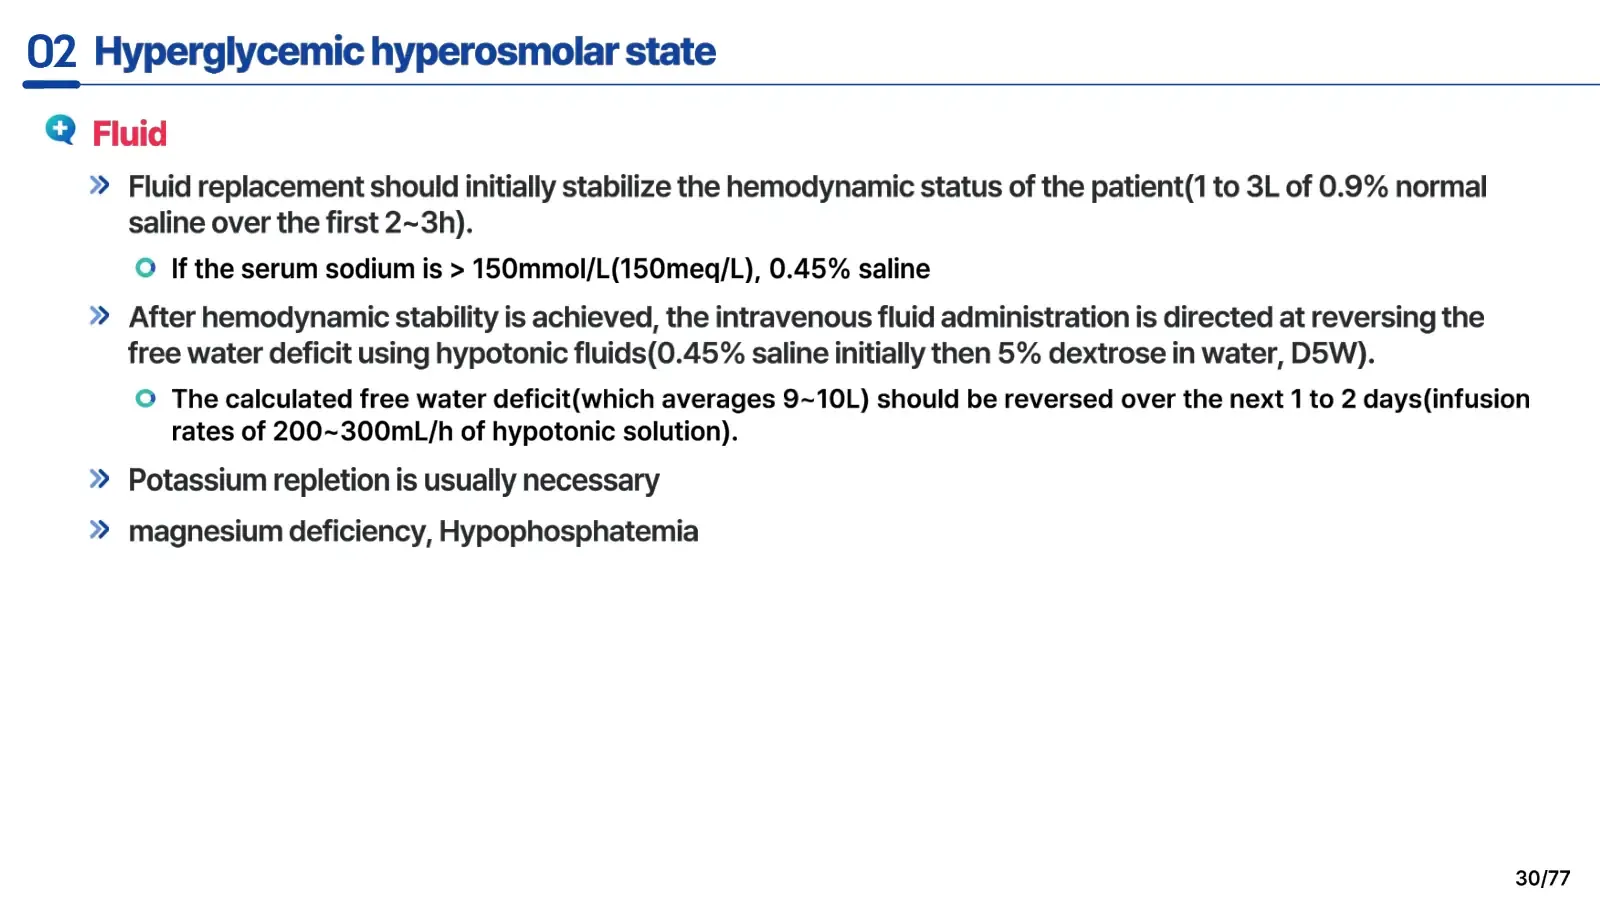 02 Hyperglycemic hyperosmolar state
Fluid
Fluid replacement should initially stabilize the hemodynamic status of the patient(1 to 3L of 0.9% normal
saline over the first 2~3h).
If the serum sodium is > 150mmol/L(150meq/L), 0.45% saline
After hemodynamic stability is achieved, the intravenous fluid administration is directed at reversing the
free water deficit using hypotonic fluids(0.45% saline initially then 5% dextrose in water, D5W).
The calculated free water deficit(which averages 9~10L) should be reversed over the next 1 to 2 days(infusion
rates of 200~300mL/h of hypotonic solution).
Potassium repletion is usually necessary
magnesium deficiency, Hypophosphatemia
30/77